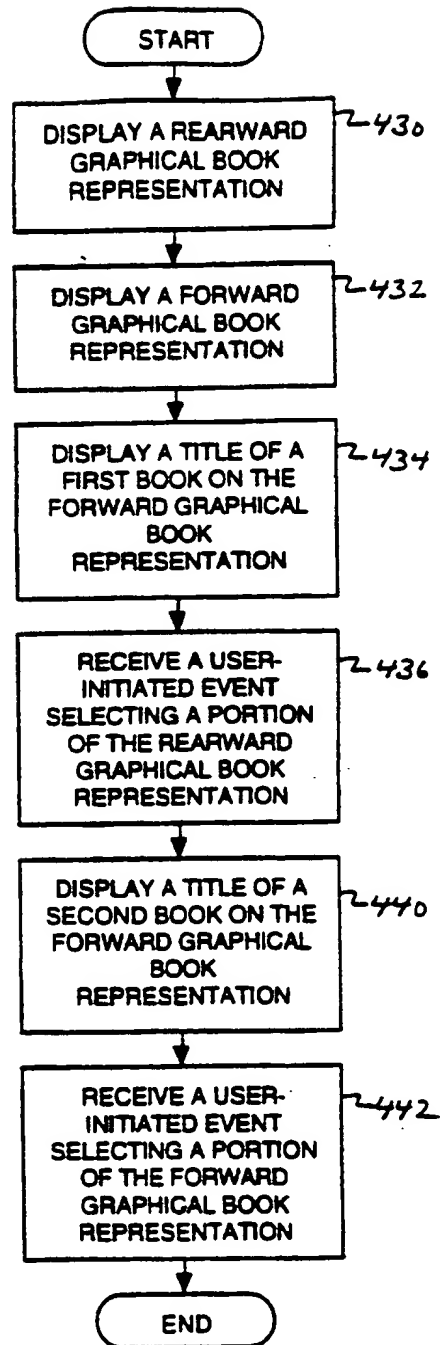 START
DISPLAY A REARWARD
GRAPHICAL BOOK
REPRESENTATION
430
DISPLAY A FORWARD
GRAPHICAL BOOK
REPRESENTATION
432
DISPLAY A TITLE OF A
FIRST BOOK ON THE
FORWARD GRAPHICAL
BOOK
REPRESENTATION
434
RECEIVE A USER-
INITIATED EVENT
SELECTING A PORTION
OF THE REARWARD
GRAPHICAL BOOK
REPRESENTATION
436
DISPLAY A TITLE OF A
SECOND BOOK ON THE
FORWARD GRAPHICAL
BOOK
REPRESENTATION
440
RECEIVE A USER-
INITIATED EVENT
SELECTING A PORTION
OF THE FORWARD
GRAPHICAL BOOK
REPRESENTATION
442
END